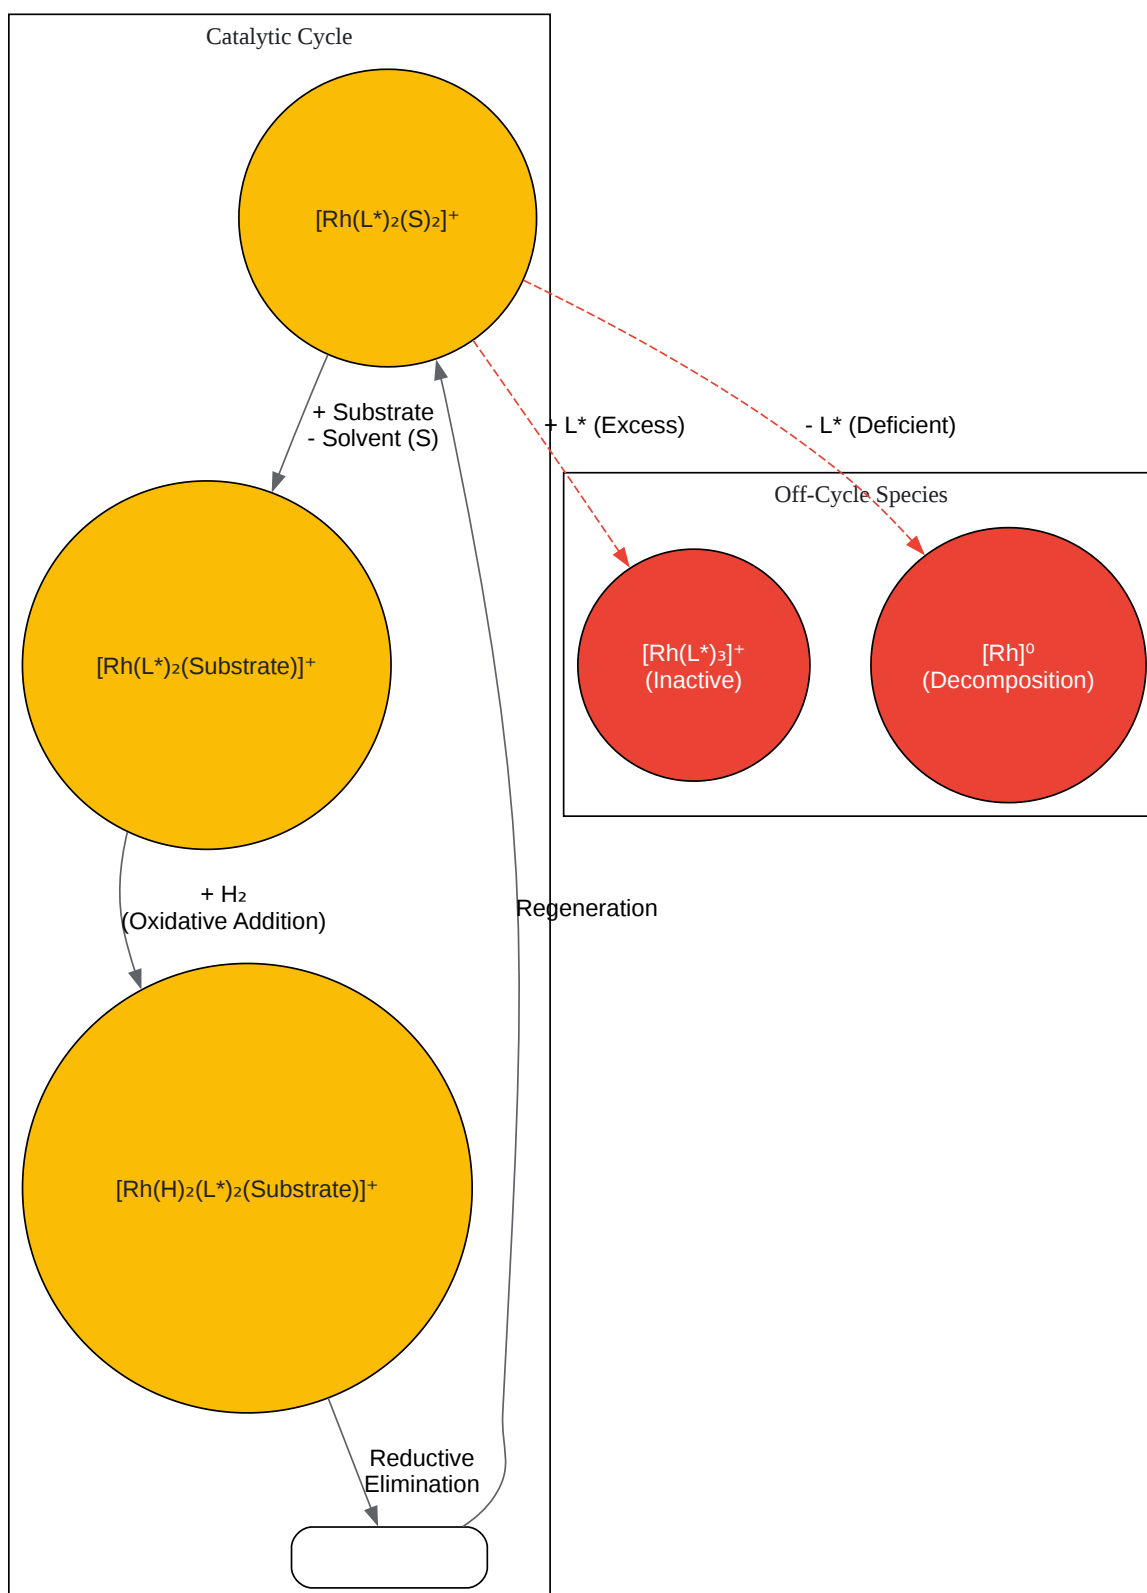 Catalytic Cycle
[Rh(L*)₂(S)₂]⁺
+ Substrate
- Solvent (S)
+ L* (Excess)
- L* (Deficient)
Off-Cycle Species
[Rh(L*)₂(Substrate)]⁺
[Rh(L*)₃]⁺
(Inactive)
[Rh]⁰
(Decomposition)
+ H₂
(Oxidative Addition)
Regeneration
[Rh(H)₂(L*)₂(Substrate)]⁺
Reductive
Elimination